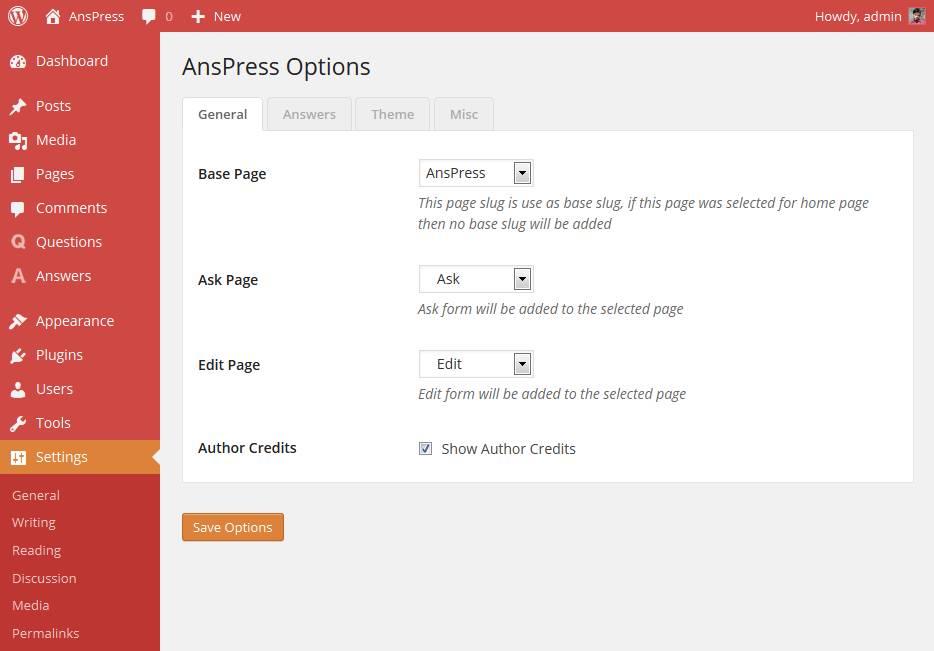 AnsPress 0 New Howdy, admin
Dashboard
Posts
Media
Pages
Comments
Questions
Answers
Appearance
Plugins
Users
Tools
Settings
General
Writing
Reading
Discussion
Media
Permalinks
AnsPress Options
General Answers Theme Misc
Base Page AnsPress
This page slug is use as base slug, if this page was selected for home page
then no base slug will be added
Ask Page Ask
Ask form will be added to the selected page
Edit Page Edit
Edit form will be added to the selected page
Author Credits Show Author Credits
Save Options